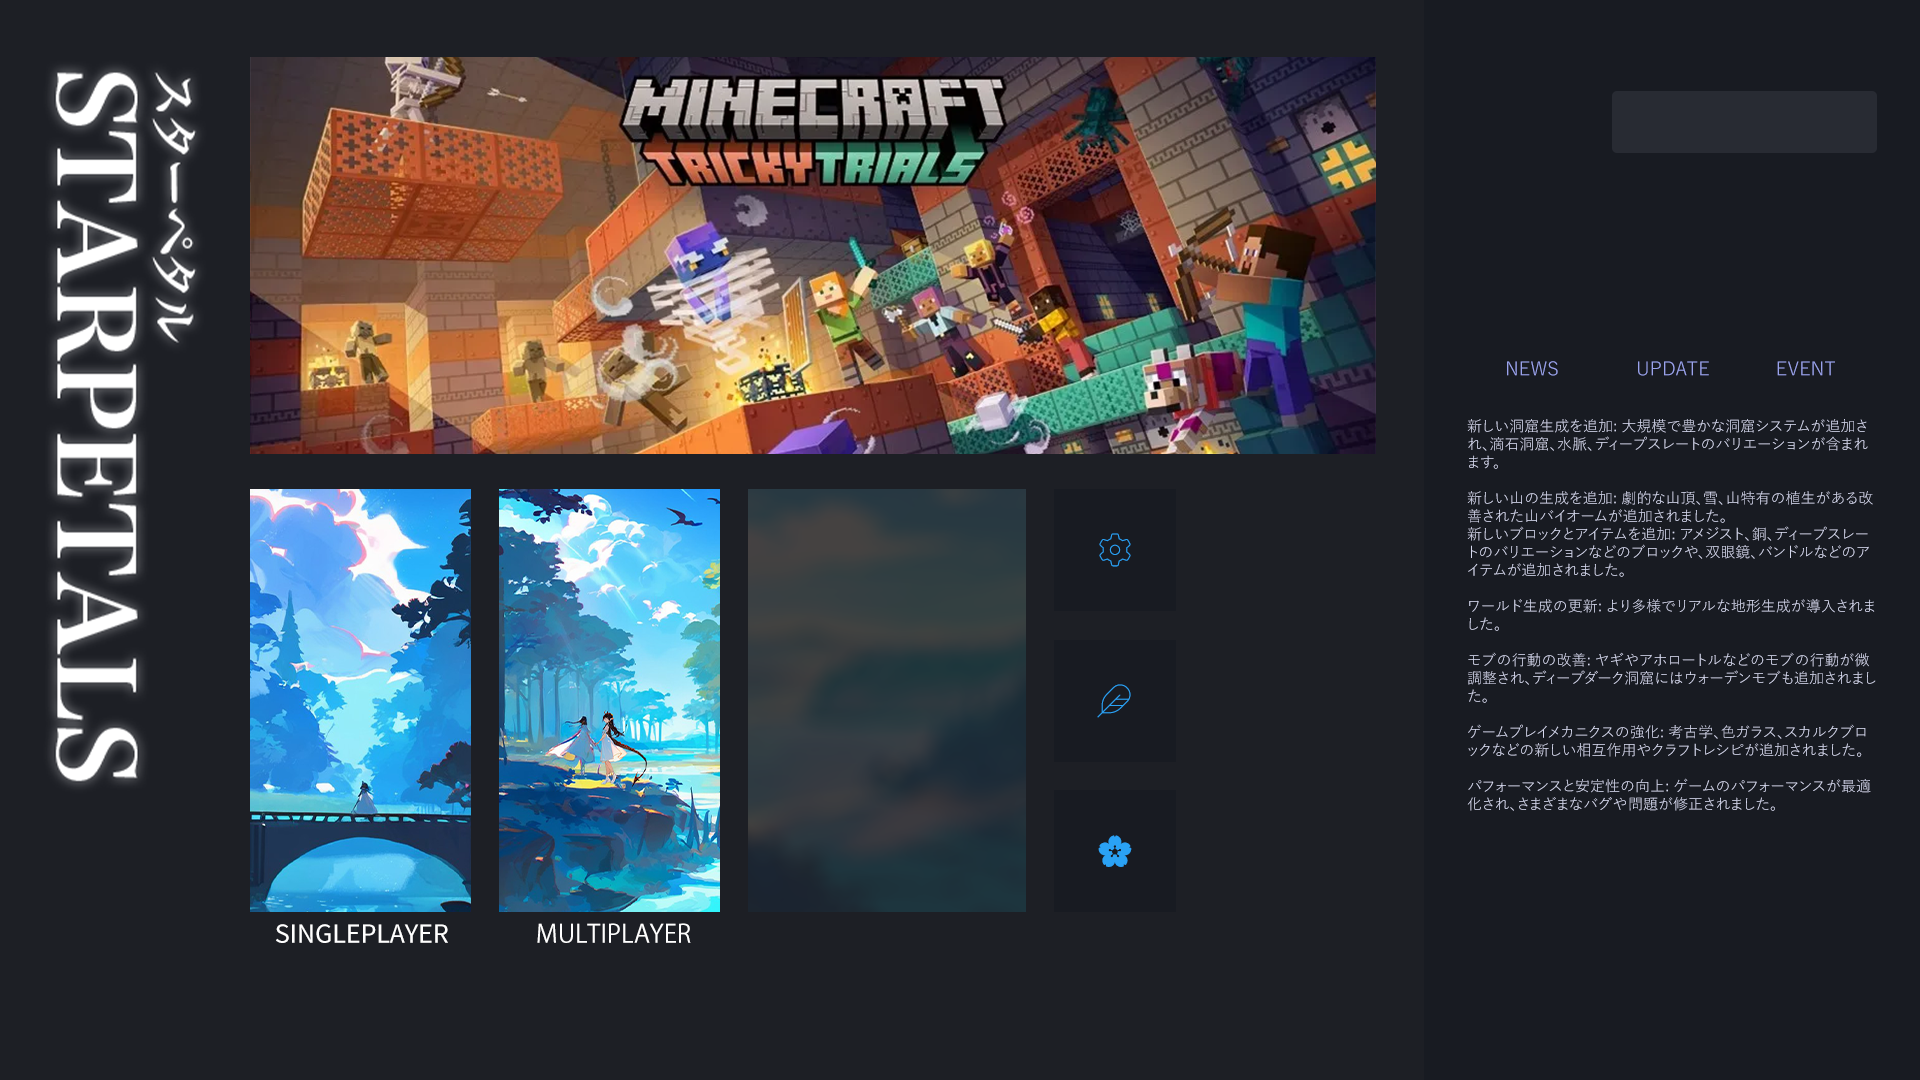 スターペタル
STARPETALS
MINECRAFT
TRICKY TRIALS
SINGLEPLAYER
MULTIPLAYER
NEWS
UPDATE
EVENT
新しい洞窟生成を追加: 大規模で豊かな洞窟システムが追加さ
れ、滴石洞窟、水脈、ディープスレートのバリエーションが含まれ
ます。
新しい山の生成を追加: 劇的な山頂、雪、山特有の植生がある改
善された山バイオームが追加されました。
新しいブロックとアイテムを追加: アメジスト、銅、ディープスレー
トのバリエーションなどのブロックや、双眼鏡、バンドルなどのア
イテムが追加されました。
ワールド生成の更新: より多様でリアルな地形生成が導入されま
した。
モブの行動の改善: ヤギやアホロートルなどのモブの行動が微
調整され、ディープダーク洞窟にはウォーデンモブも追加されまし
た。
ゲームプレイメカニクスの強化: 考古学、色ガラス、スカルクブロ
ックなどの新しい相互作用やクラフトレシピが追加されました。
パフォーマンスと安定性の向上: ゲームのパフォーマンスが最適
化され、さまざまなバグや問題が修正されました。